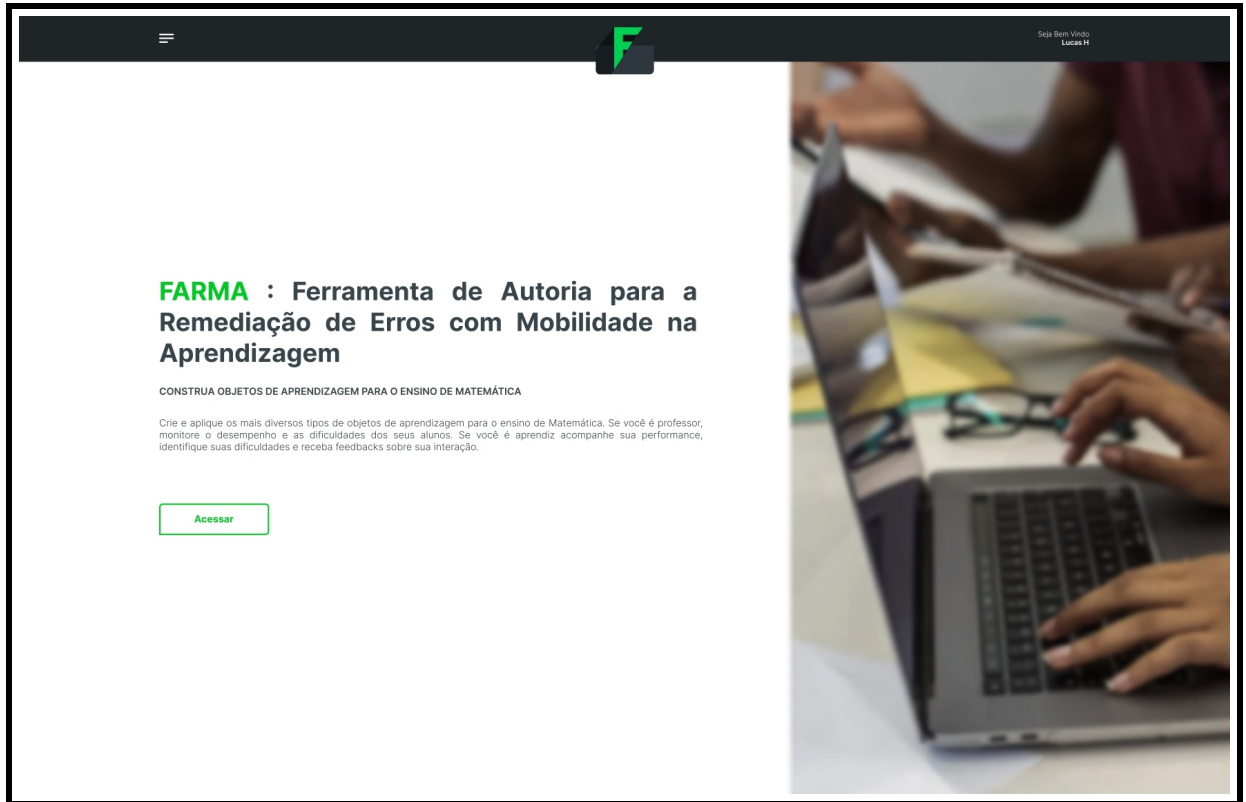 Seja Bem Vindo
Lucas H
FARMA : Ferramenta de Autoria para a
Remediação de Erros com Mobilidade na
Aprendizagem
CONSTRUA OBJETOS DE APRENDIZAGEM PARA O ENSINO DE MATEMÁTICA
Crie e aplique os mais diversos tipos de objetos de aprendizagem para o ensino de Matemática. Se você é professor,
monitore o desempenho e as dificuldades dos seus alunos. Se você é aprendiz acompanhe sua performance,
identifique suas dificuldades e receba feedbacks sobre sua interação.
Acessar